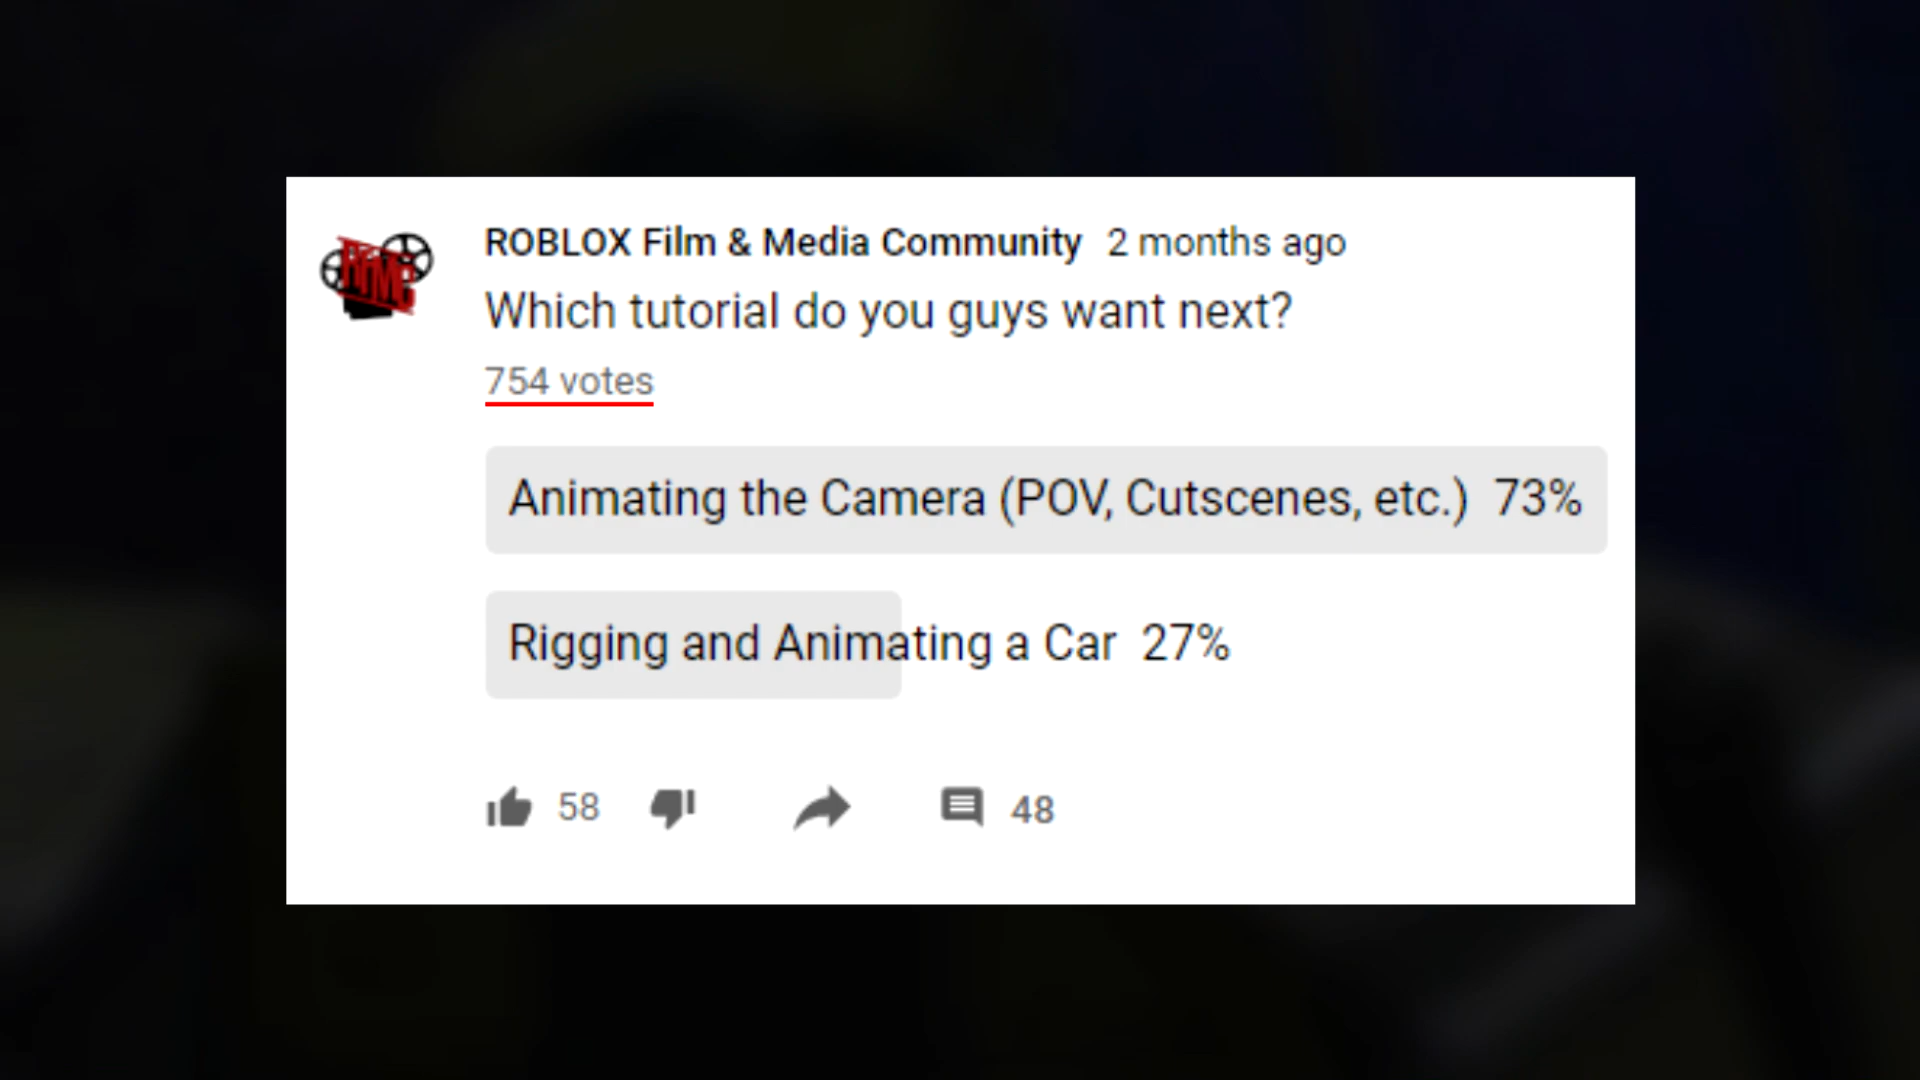 RFMC
ROBLOX Film & Media Community 2 months ago
Which tutorial do you guys want next?
754 votes
Animating the Camera (POV, Cutscenes, etc.) 73%
Rigging and Animating a Car 27%
58 48